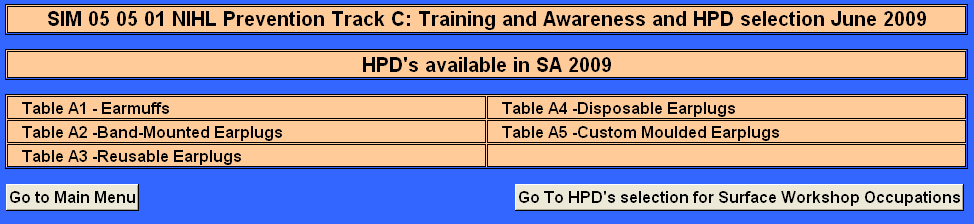 SIM 05 05 01 NIHL Prevention Track C: Training and Awareness and HPD selection June 2009
HPD's available in SA 2009
Table A1 - Earmuffs
Table A4 -Disposable Earplugs
Table A2 -Band-Mounted Earplugs
Table A5 -Custom Moulded Earplugs
Table A3 -Reusable Earplugs
Go to Main Menu
Go To HPD's selection for Surface Workshop Occupations